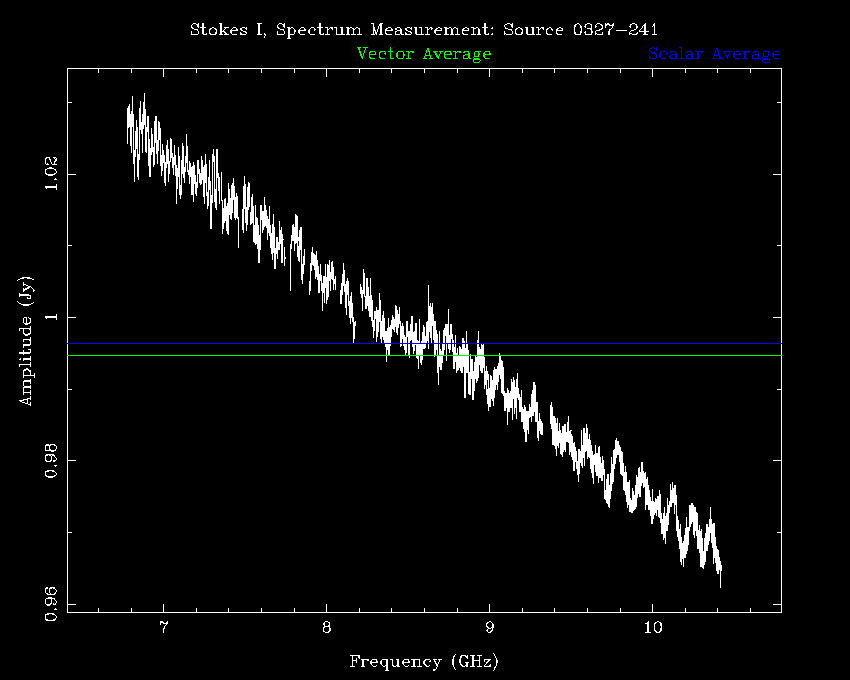 Stokes I, Spectrum Measurement: Source 0327−241
Vector Average
Scalar Average
1.02
1
0.98
0.96
Amplitude (Jy)
7
8
9
10
Frequency (GHz)